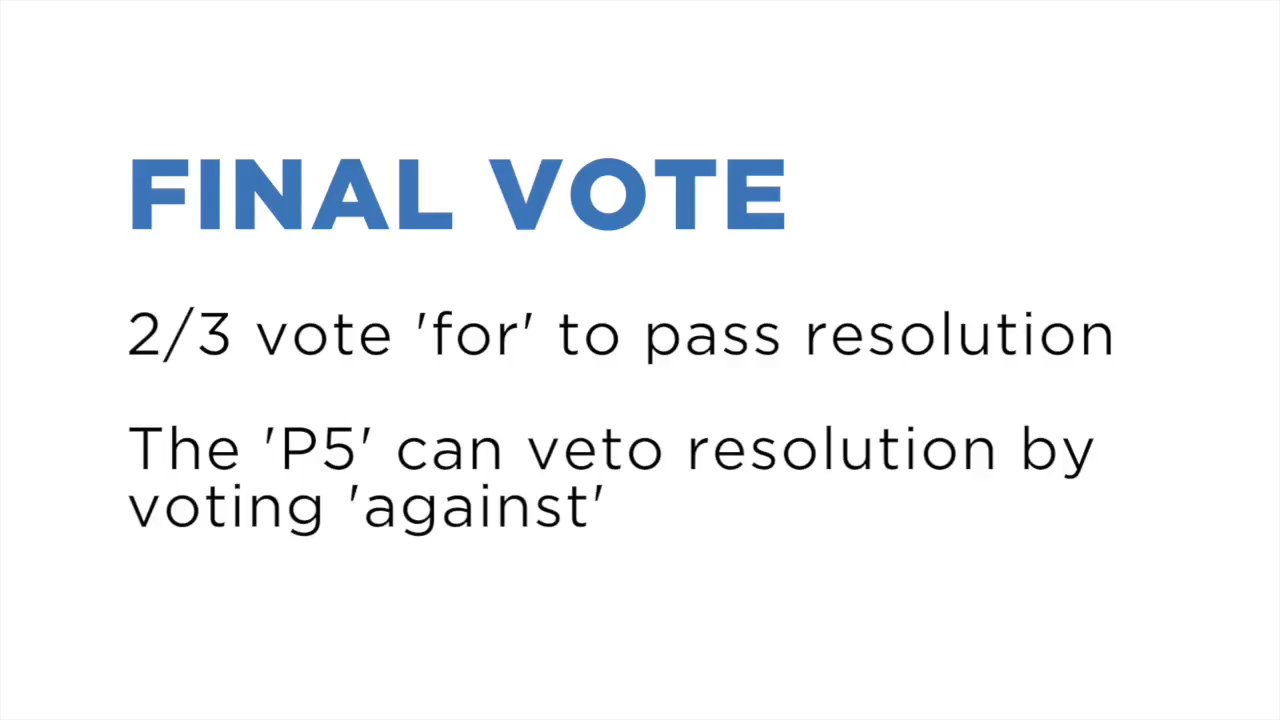 FINAL VOTE
2/3 vote 'for' to pass resolution
The 'P5' can veto resolution by
voting 'against'